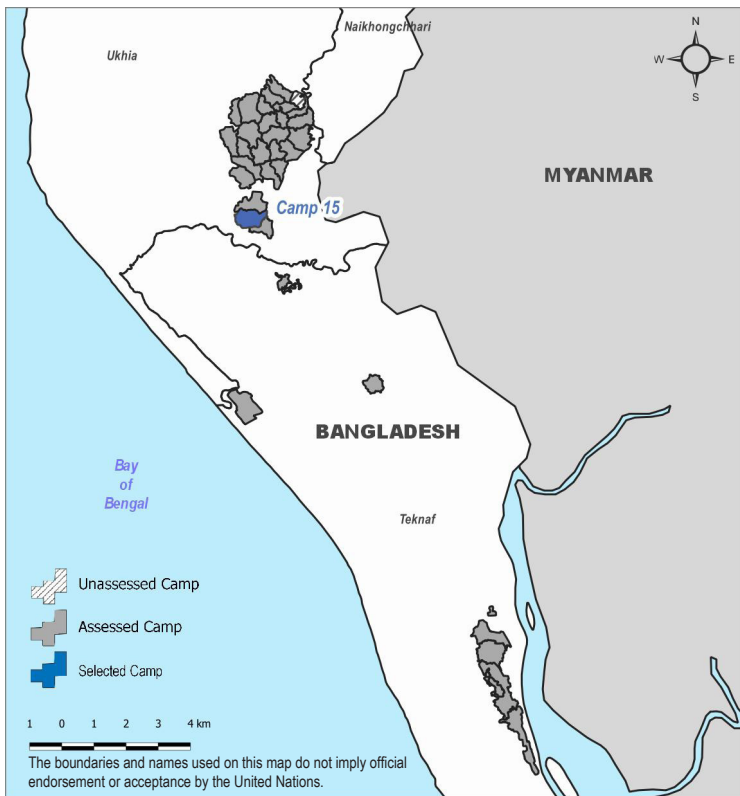 Naikhongchhari
Ukhia
N
W
E
S
MYANMAR
Camp 15
BANGLADESH
Bay
of
Bengal
Teknaf
Unassessed Camp
Assessed Camp
Selected Camp
1 0 1 2 3 4 km
The boundaries and names used on this map do not imply official
endorsement or acceptance by the United Nations.